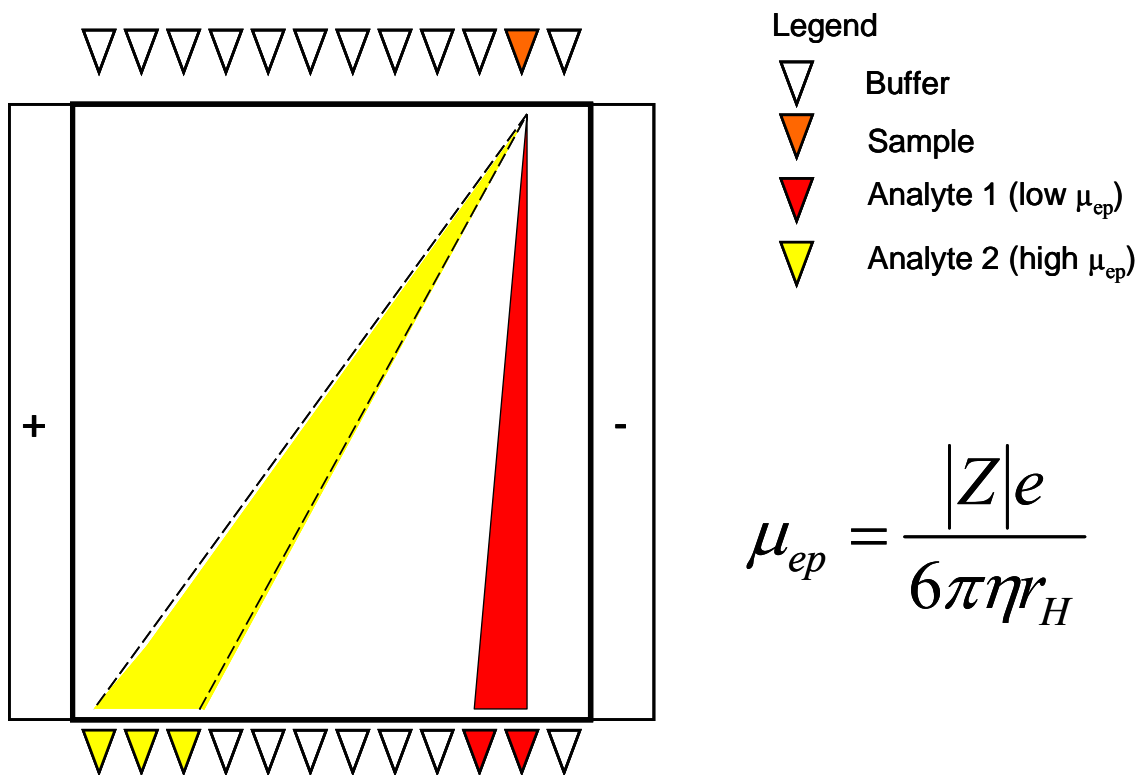 Legend
Buffer
Sample
Analyte 1 (low μep)
Analyte 2 (high μep)
+
-
μep = |Z|e / 6πηrH